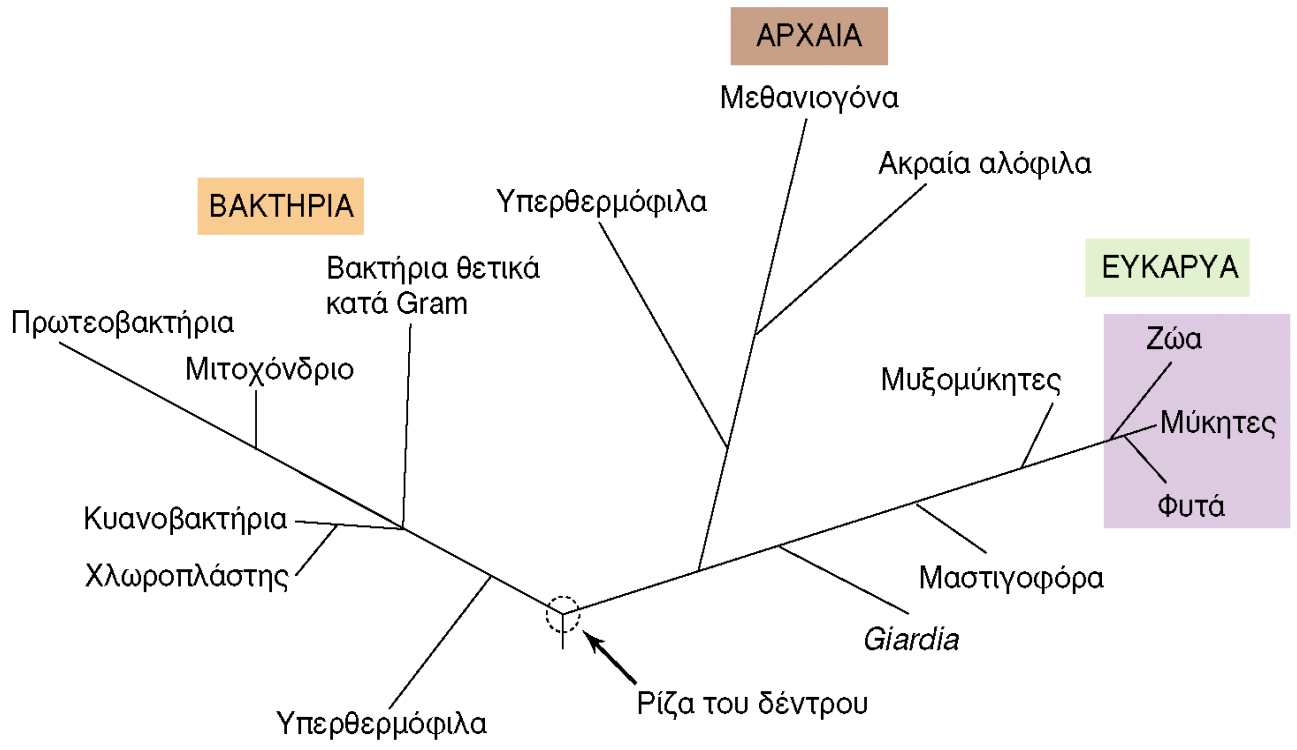 ΑΡΧΑΙΑ
Μεθανιογόνα
Ακραία αλόφιλα
Υπερθερμόφιλα
ΒΑΚΤΗΡΙΑ
Βακτήρια θετικά
κατά Gram
ΕΥΚΑΡΥΑ
Πρωτεοβακτήρια
Ζώα
Μιτοχόνδριο
Μυξομύκητες
Μύκητες
Κυανοβακτήρια
Φυτά
Χλωροπλάστης
Μαστιγοφόρα
Giardia
Ρίζα του δέντρου
Υπερθερμόφιλα